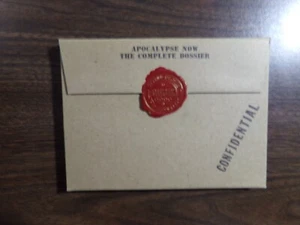 APOCALYPSE NOW
THE COMPLETE DOSSIER
CONFIDENTIAL